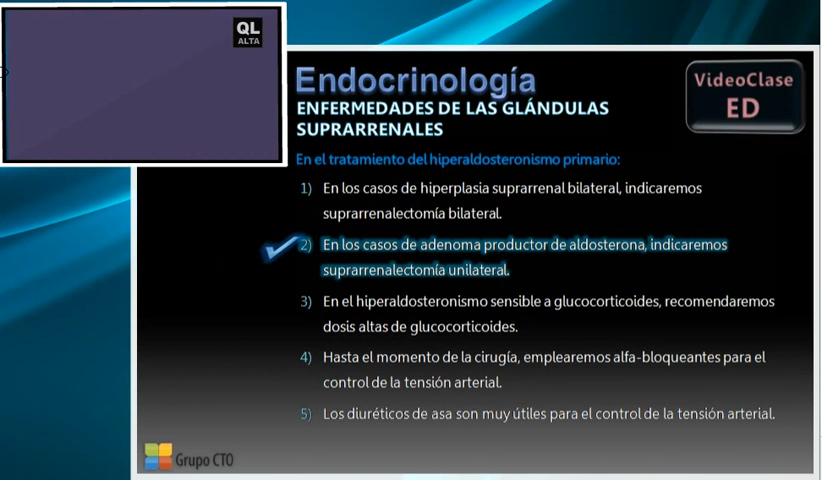 QL
ALTA
Endocrinología
ENFERMEDADES DE LAS GLÁNDULAS
SUPRARRENALES
VideoClase
ED
En el tratamiento del hiperaldosteronismo primario:
1) En los casos de hiperplasia suprarrenal bilateral, indicaremos
suprarrenalectomía bilateral.
2) En los casos de adenoma productor de aldosterona, indicaremos
suprarrenalectomía unilateral.
3) En el hiperaldosteronismo sensible a glucocorticoides, recomendaremos
dosis altas de glucocorticoides.
4) Hasta el momento de la cirugía, emplearemos alfa-bloqueantes para el
control de la tensión arterial.
5) Los diuréticos de asa son muy útiles para el control de la tensión arterial.
Grupo CTO